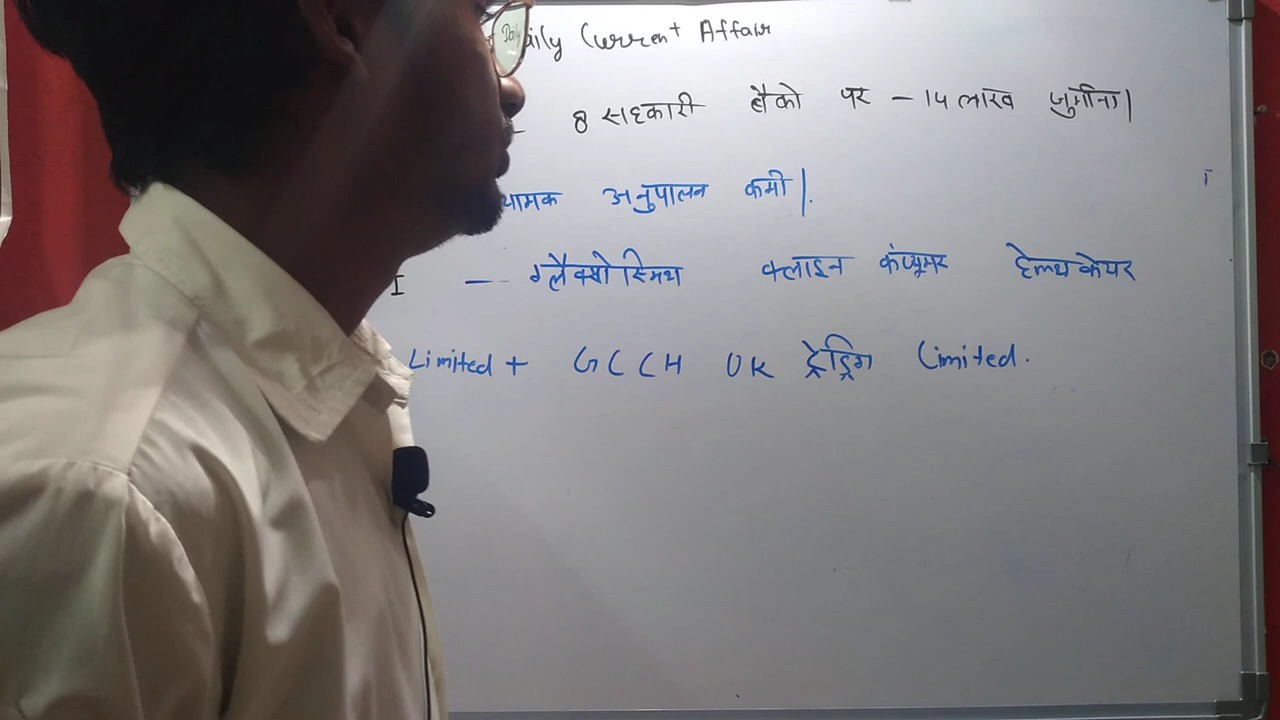 Daily Current Affair
- 8 सहकारी बैंको पर - 14 लाख जुर्माना|
यामक अनुपालन कमी|.
I - ग्लैक्सोस्मिथ क्लाइन कंज्यूमर हेल्थकेयर
Limited + GCCH UK ट्रेड्रिंग Limited.